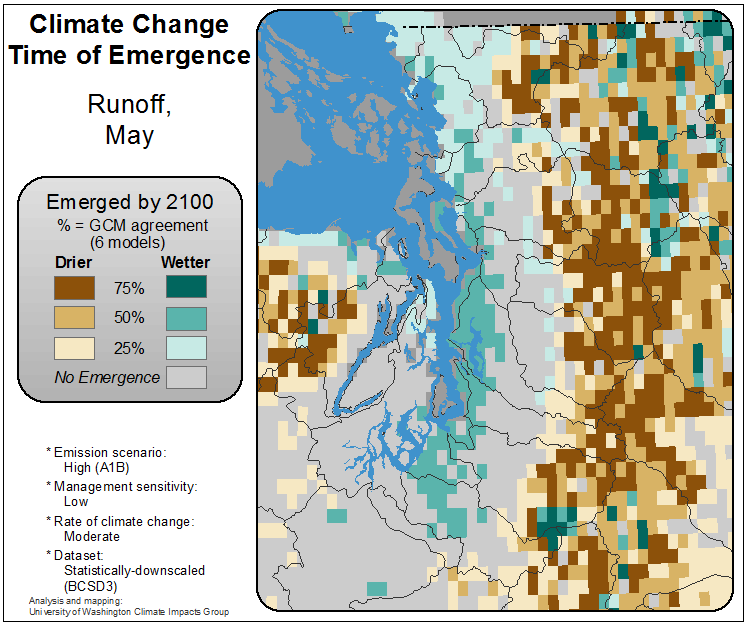 Climate Change
Time of Emergence
Runoff,
May
Emerged by 2100
% = GCM agreement
(6 models)
Drier Wetter
75%
50%
25%
No Emergence
* Emission scenario:
High (A1B)
* Management sensitivity:
Low
* Rate of climate change:
Moderate
* Dataset:
Statistically-downscaled
(BCSD3)
Analysis and mapping:
University of Washington Climate Impacts Group